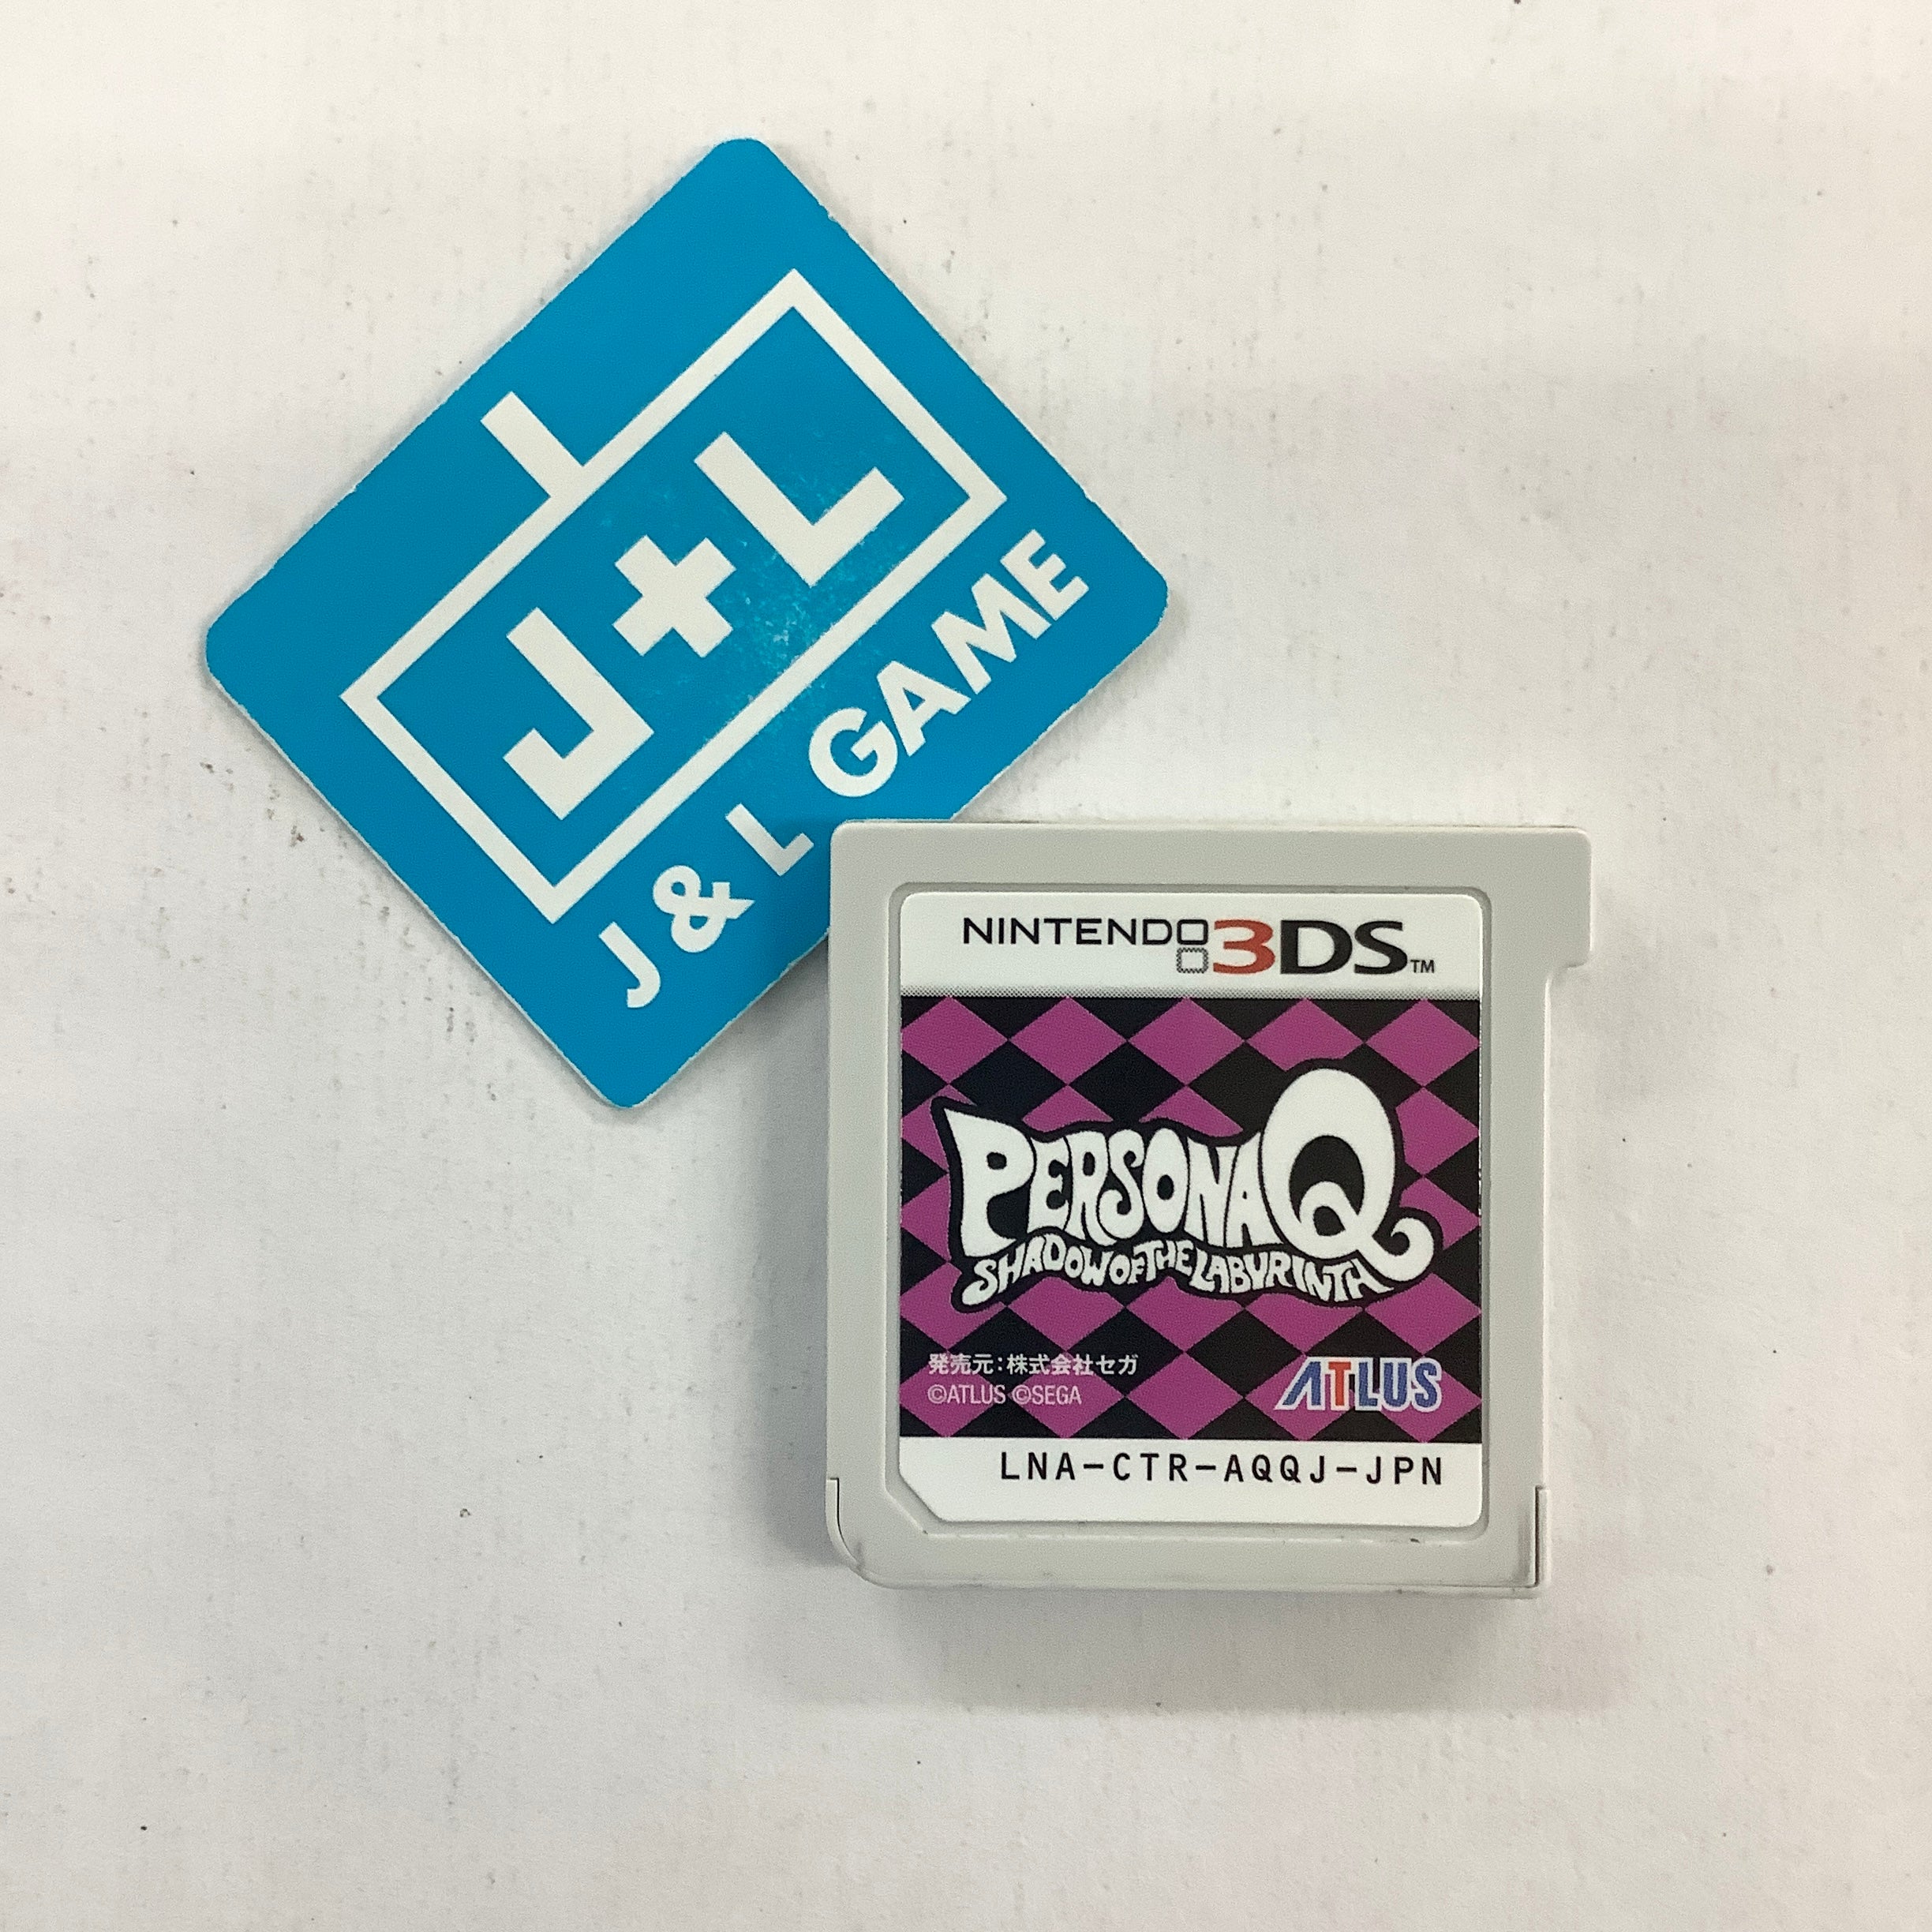 J+L
J & L GAME
NINTENDO 3DS™
PERSONAQ
SHADOW OF THE LABYRINTH
発売元:株式会社セガ
©ATLUS ©SEGA
ATLUS
LNA-CTR-AQQJ-JPN